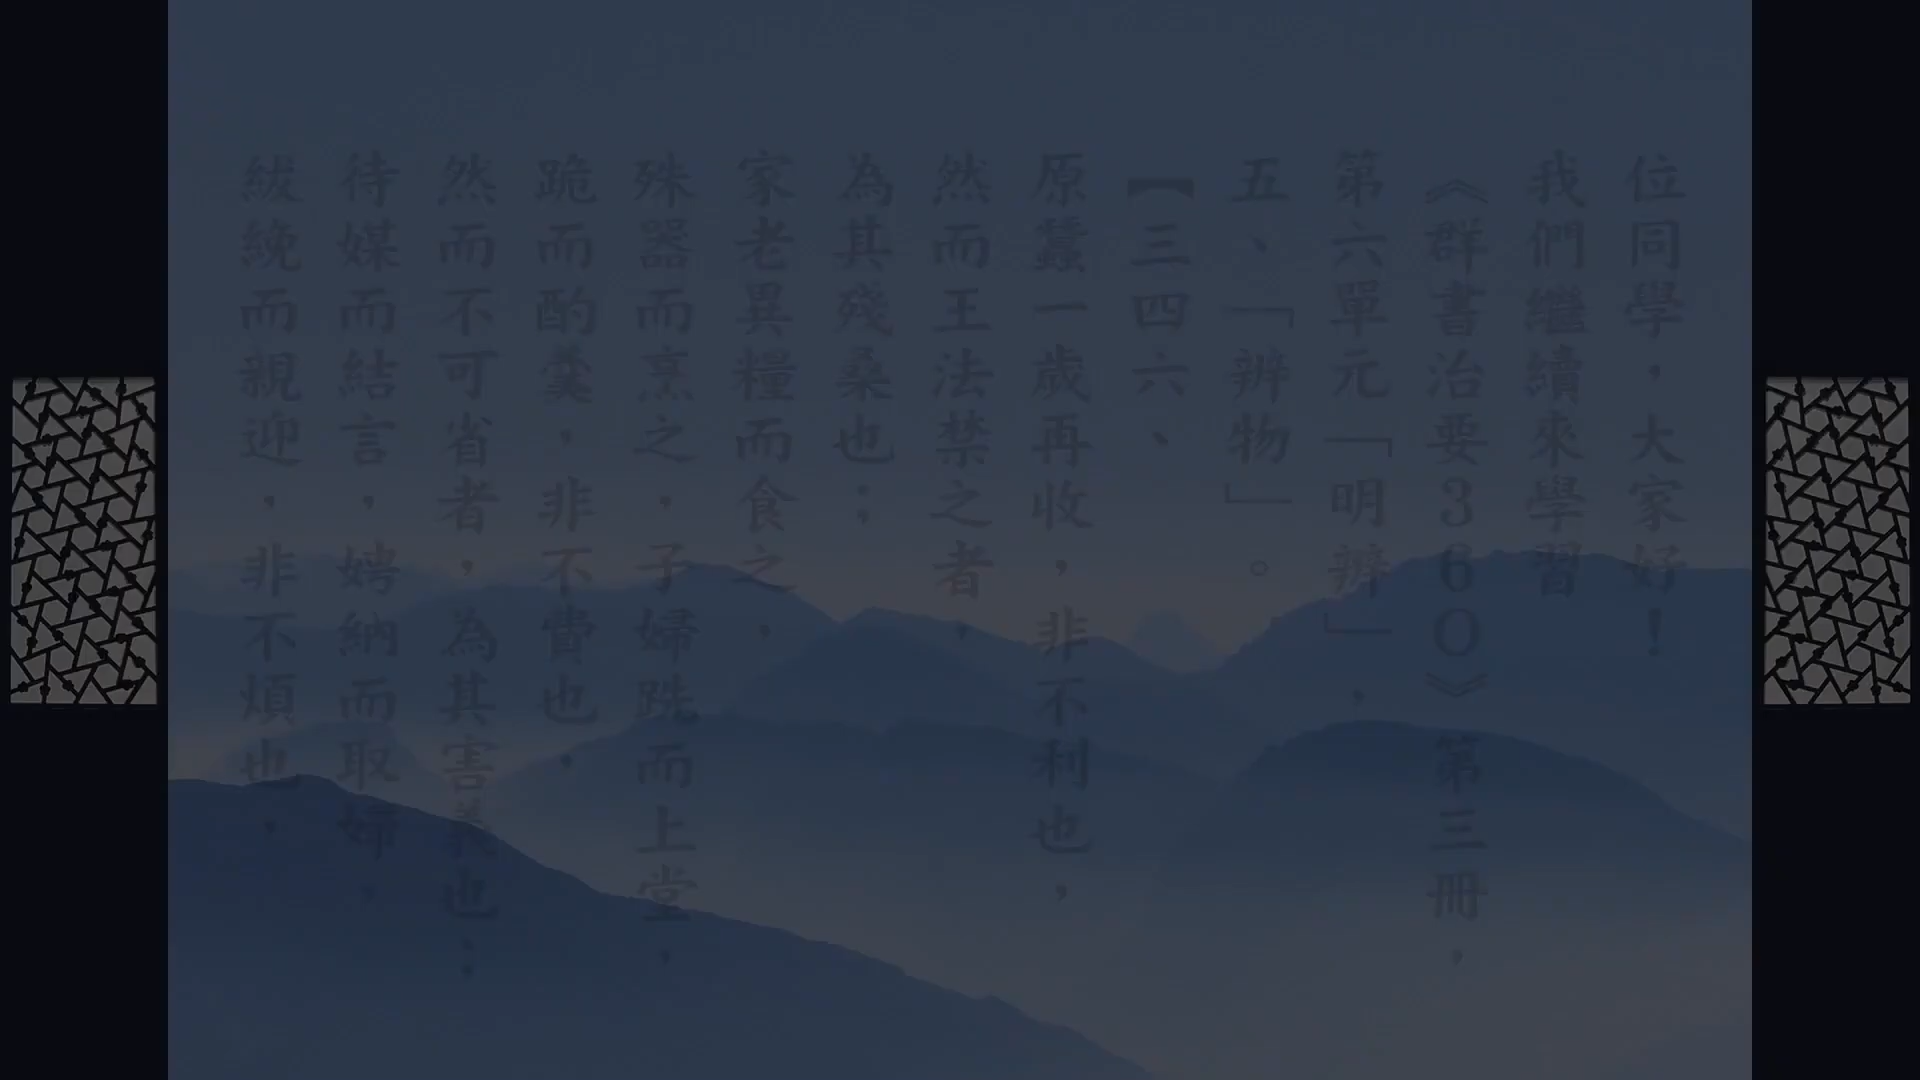 位同學，大家好！
我們繼續來學習
《群書治要36０》第三冊，
第六單元「明辨」，
五、「辨物」。
【三四六、
原蠶一歲再收，非不利也，
然而王法禁之者，
為其殘桑也；
家老異糧而食之，
殊器而烹之，子婦跣而上堂，
跪而酌羹，非不費也，
然而不可省者，為其害義也；
待媒而結言，娉納而取婦，
紱絻而親迎，非不煩也，